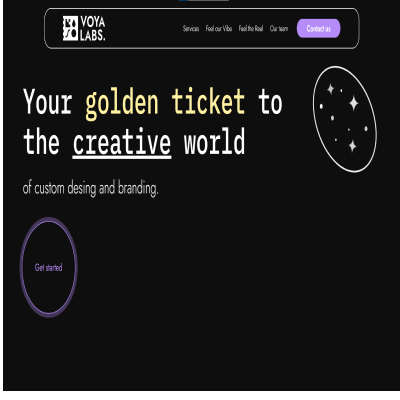 VOYA
LABS.
Services Feel our Vibe Feel the Reel Our team Contact us
Your golden ticket to
the creative world
of custom desing and branding.
Get started